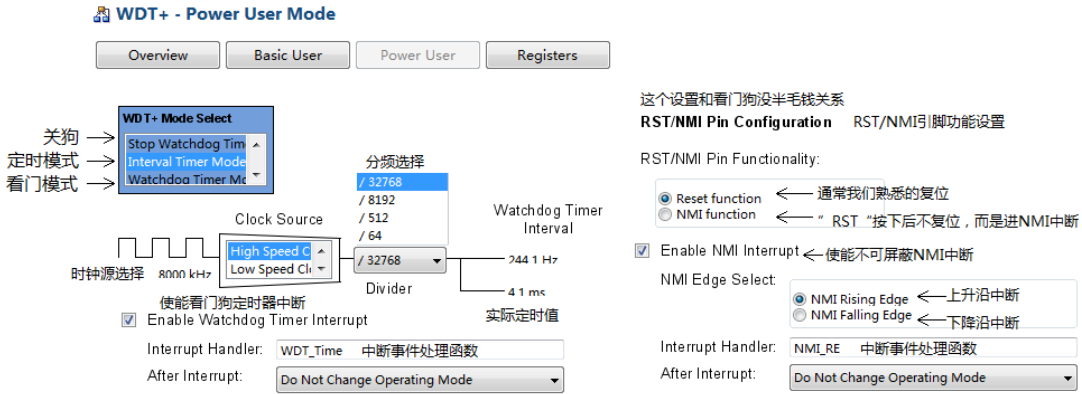 WDT+ - Power User Mode
Overview
Basic User
Power User
Registers
WDT+ Mode Select
关狗
Stop Watchdog Tim
定时模式
Interval Timer Mode
看门模式
Watchdog Timer Mo
分频选择
/ 32768
/ 8192
/ 512
/ 64
Clock Source
High Speed C
Low Speed Cl
/ 32768
Divider
时钟源选择
8000 kHz
Watchdog Timer
Interval
244.1 Hz
4.1 ms
实际定时值
使能看门狗定时器中断
Enable Watchdog Timer Interrupt
Interrupt Handler:
WDT_Time
中断事件处理函数
After Interrupt:
Do Not Change Operating Mode
这个设置和看门狗没半毛钱关系
RST/NMI Pin Configuration
RST/NMI引脚功能设置
RST/NMI Pin Functionality:
Reset function
通常我们熟悉的复位
NMI function
“ RST “按下后不复位，而是进NMI中断
Enable NMI Interrupt
使能不可屏蔽NMI中断
NMI Edge Select:
NMI Rising Edge
上升沿中断
NMI Falling Edge
下降沿中断
Interrupt Handler:
NMI_RE
中断事件处理函数
After Interrupt:
Do Not Change Operating Mode